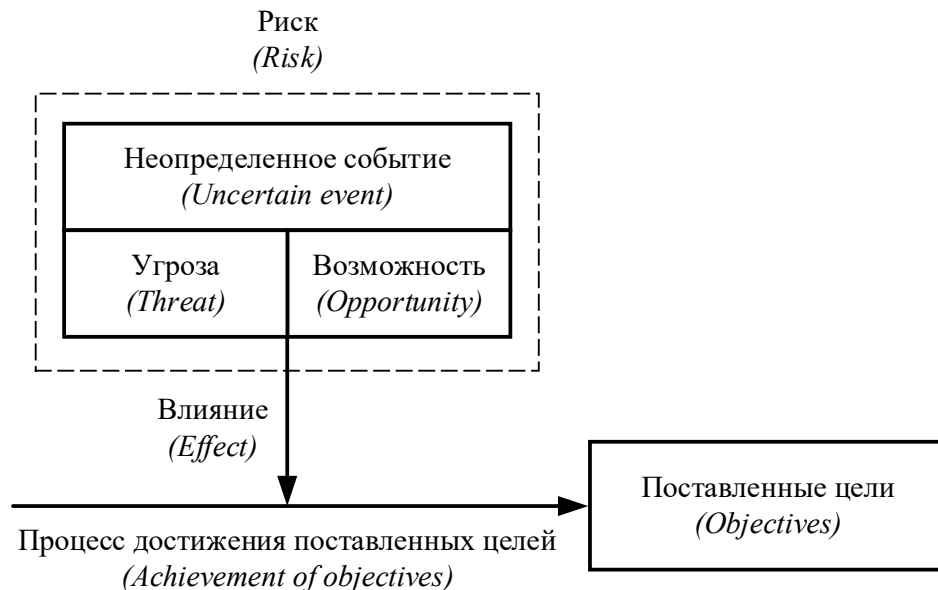 Риск
(Risk)
Неопределенное событие
(Uncertain event)
Угроза
(Threat)
Возможность
(Opportunity)
Влияние
(Effect)
Поставленные цели
(Objectives)
Процесс достижения поставленных целей
(Achievement of objectives)